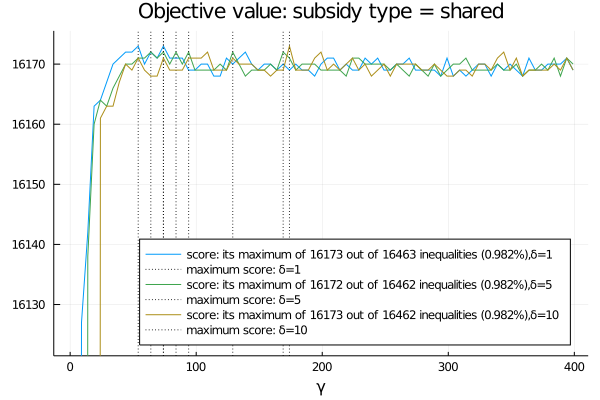 Objective value: subsidy type = shared
16170
16160
16150
16140
16130
score: its maximum of 16173 out of 16463 inequalities (0.982%),δ=1
maximum score: δ=1
score: its maximum of 16172 out of 16462 inequalities (0.982%),δ=5
maximum score: δ=5
score: its maximum of 16173 out of 16462 inequalities (0.982%),δ=10
maximum score: δ=10
0 100 200 300 400
γ